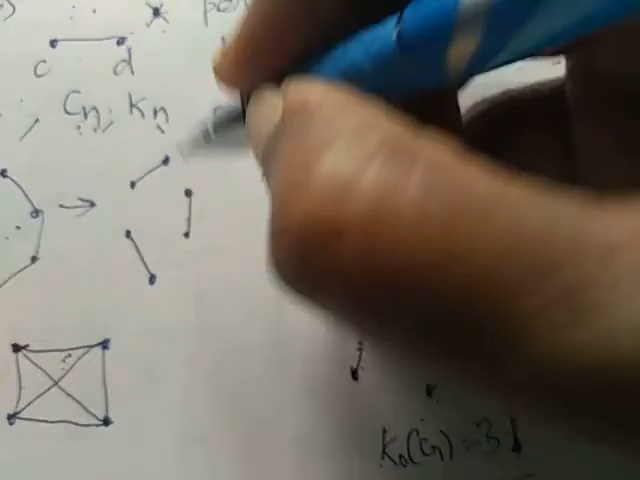 c d
Cn, Kn
K₀(Cn) = 3